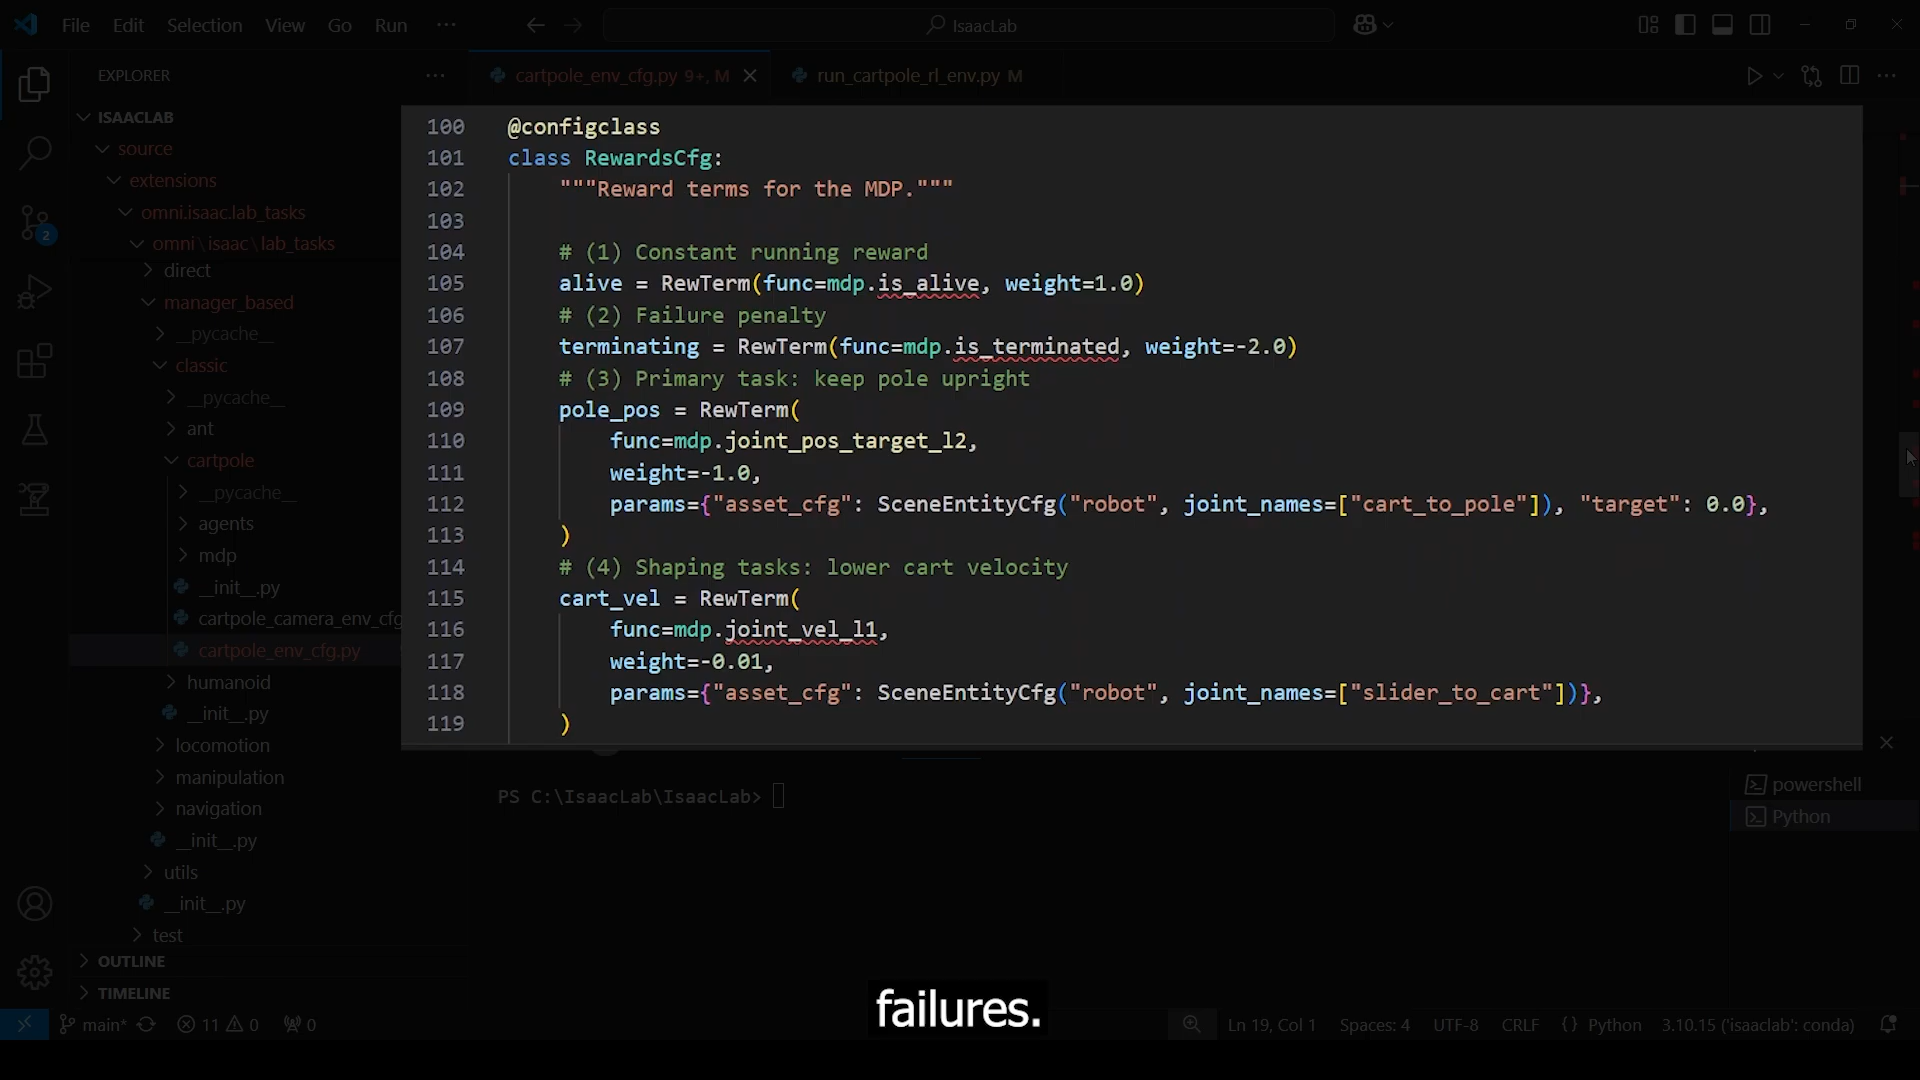 File Edit Selection View Go Run ··· IsaacLab
EXPLORER ···
cartpole_env_cfg.py 9+, M
run_cartpole_rl_env.py M
ISAACLAB
source
extensions
omni.isaac.lab_tasks
omni\isaac\lab_tasks
direct
manager_based
__pycache__
classic
__pycache__
ant
cartpole
__pycache__
agents
mdp
__init__.py
cartpole_camera_env_cfg
cartpole_env_cfg.py
humanoid
__init__.py
locomotion
manipulation
navigation
__init__.py
utils
__init__.py
test
OUTLINE
TIMELINE
2
100 @configclass
101 class RewardsCfg:
102 """Reward terms for the MDP."""
103
104 # (1) Constant running reward
105 alive = RewTerm(func=mdp.is_alive, weight=1.0)
106 # (2) Failure penalty
107 terminating = RewTerm(func=mdp.is_terminated, weight=-2.0)
108 # (3) Primary task: keep pole upright
109 pole_pos = RewTerm(
110 func=mdp.joint_pos_target_l2,
111 weight=-1.0,
112 params={"asset_cfg": SceneEntityCfg("robot", joint_names=["cart_to_pole"]), "target": 0.0},
113 )
114 # (4) Shaping tasks: lower cart velocity
115 cart_vel = RewTerm(
116 func=mdp.joint_vel_l1,
117 weight=-0.01,
118 params={"asset_cfg": SceneEntityCfg("robot", joint_names=["slider_to_cart"])},
119 )
PS C:\IsaacLab\IsaacLab>
powershell
Python
failures.
main* 11 0 0 Ln 19, Col 1 Spaces: 4 UTF-8 CRLF {} Python 3.10.15 ('isaaclab': conda)